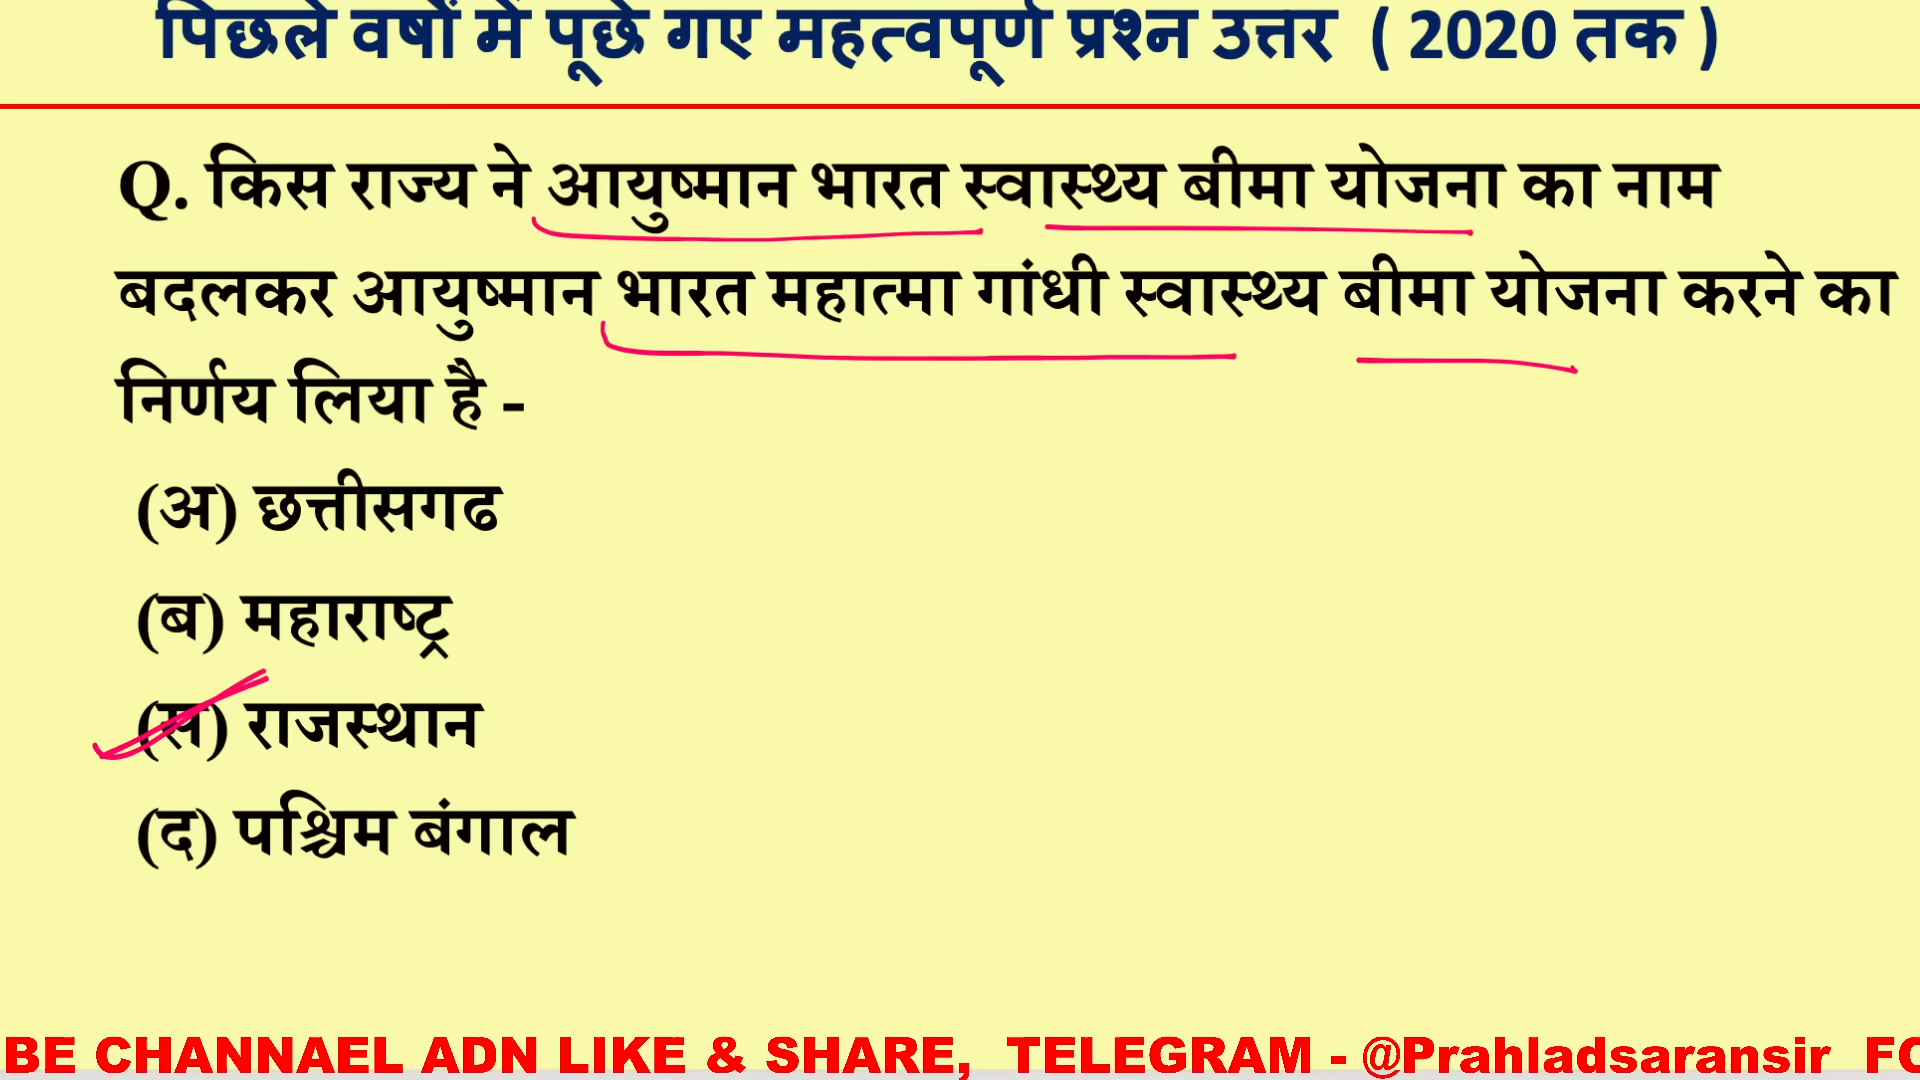 पिछले वर्षों में पूछे गए महत्वपूर्ण प्रश्न उत्तर ( 2020 तक )
Q. किस राज्य ने आयुष्मान भारत स्वास्थ्य बीमा योजना का नाम
बदलकर आयुष्मान भारत महात्मा गांधी स्वास्थ्य बीमा योजना करने का
निर्णय लिया है -
(अ) छत्तीसगढ
(ब) महाराष्ट्र
(स) राजस्थान
(द) पश्चिम बंगाल
BE CHANNAEL ADN LIKE & SHARE, TELEGRAM - @Prahladsaransir